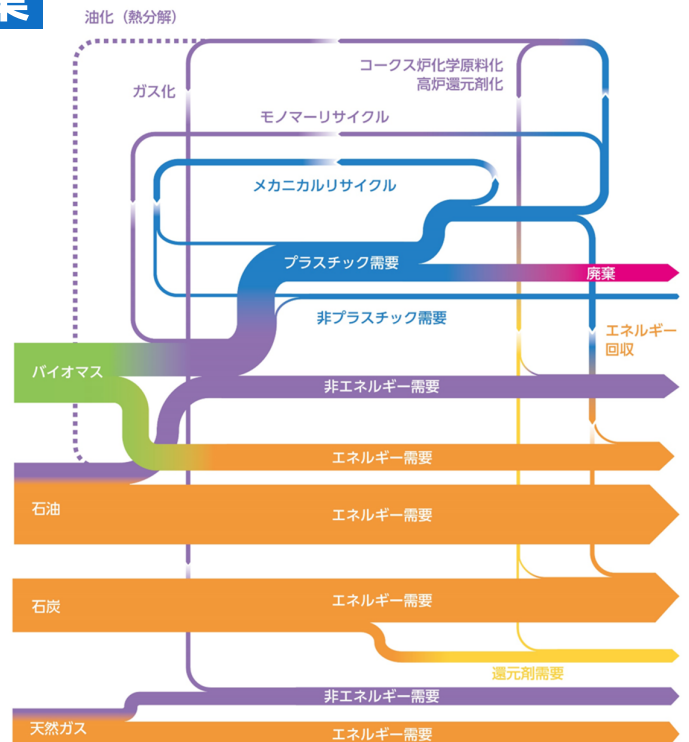 油化（熱分解）
コークス炉化学原料化
高炉還元剤化
ガス化
モノマーリサイクル
メカニカルリサイクル
プラスチック需要
廃棄
非プラスチック需要
エネルギー
回収
バイオマス
非エネルギー需要
エネルギー需要
石油
エネルギー需要
石炭
エネルギー需要
還元剤需要
非エネルギー需要
天然ガス
エネルギー需要